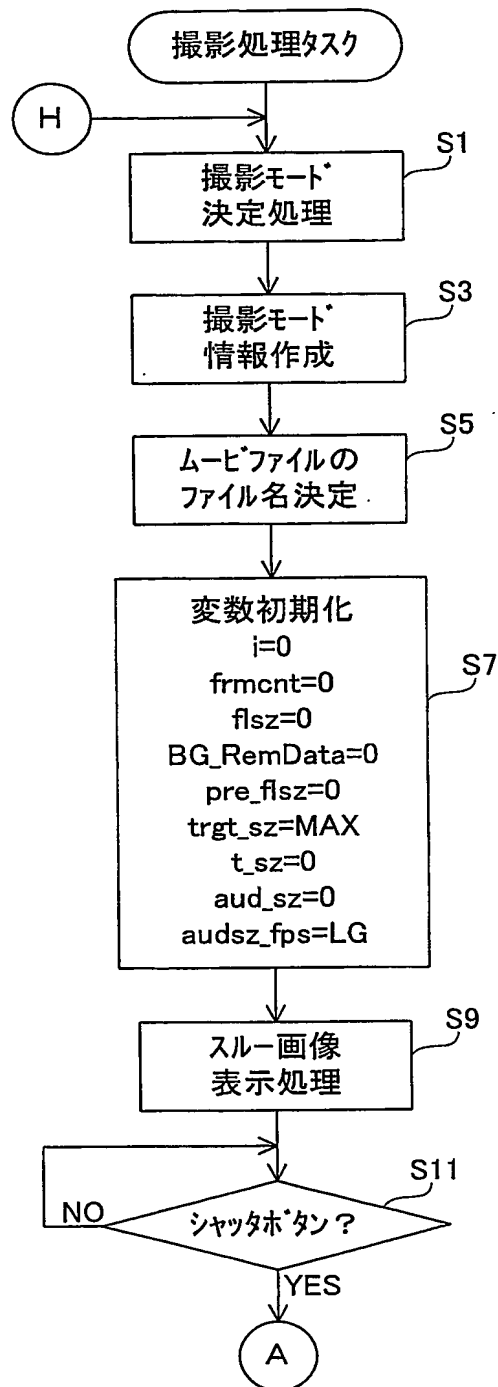 撮影処理タスク
H
S1
撮影モード
決定処理
S3
撮影モード
情報作成
S5
ムービファイルの
ファイル名決定
S7
変数初期化
i=0
frmcnt=0
flsz=0
BG_RemData=0
pre_flsz=0
trgt_sz=MAX
t_sz=0
aud_sz=0
audsz_fps=LG
S9
スルー画像
表示処理
S11
シャッタボタン？
NO
YES
A